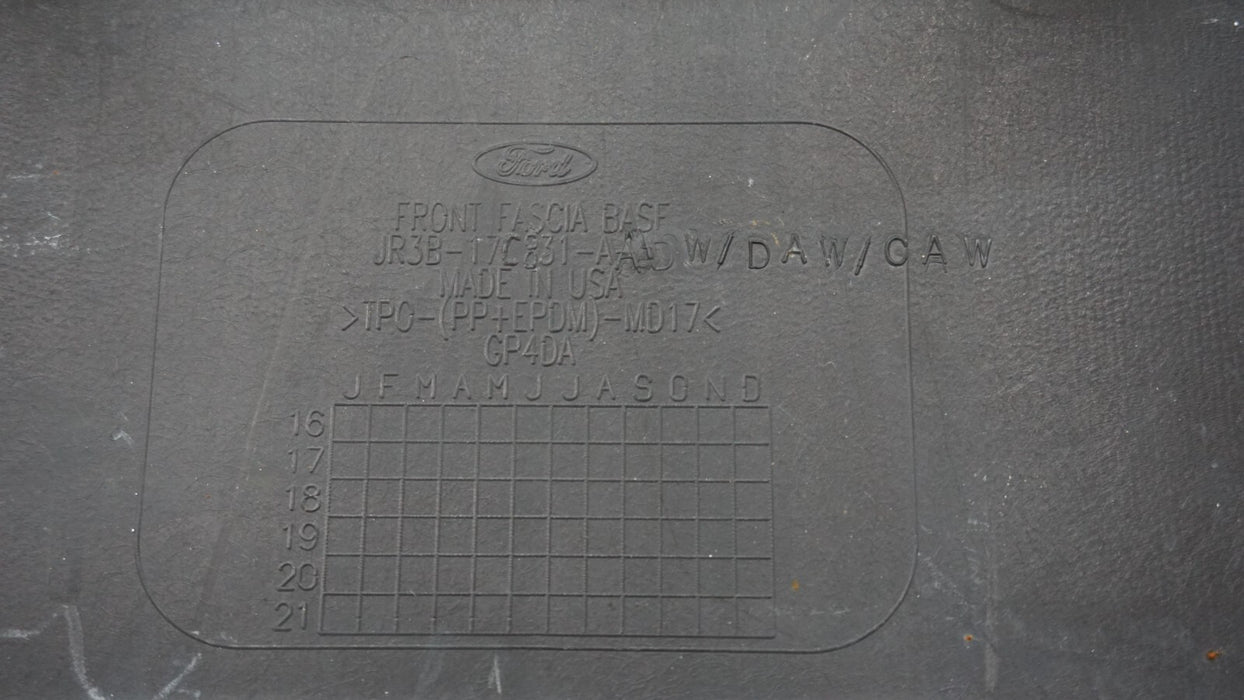 Ford
FRONT FASCIA BASE
JR3B-17C831-A W/DAW/CAW
MADE IN USA
>TPO-(PP+EPDM)-MD17<
GP4DA
J F M A M J J A S O N D
16
17
18
19
20
21